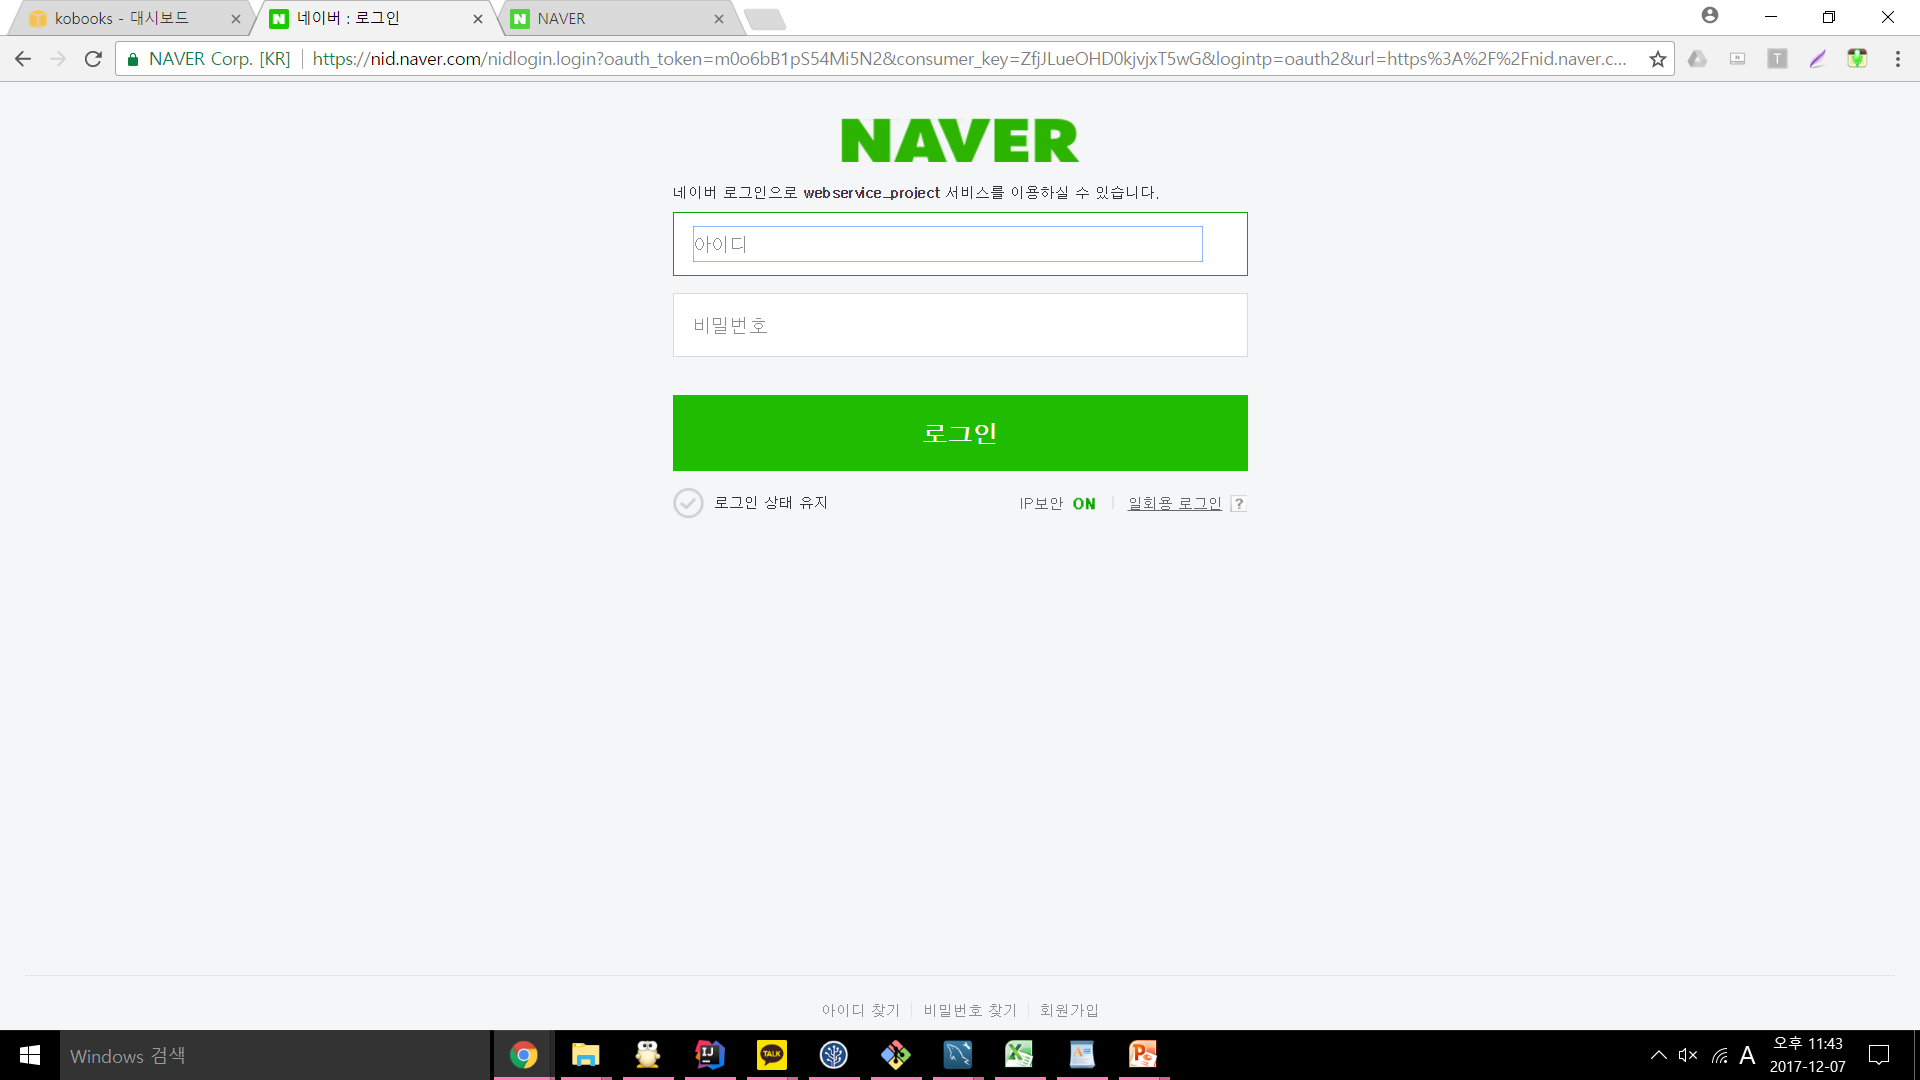 kobooks - 대시보드
네이버 : 로그인
NAVER
NAVER Corp. [KR] https://nid.naver.com/nidlogin.login?oauth_token=m0o6bB1pS54Mi5N2&consumer_key=ZfjJLueOHD0kjvjxT5wG&logintp=oauth2&url=https%3A%2F%2Fnid.naver.c...
T
NAVER
네이버 로그인으로 webservice_project 서비스를 이용하실 수 있습니다.
아이디
비밀번호
로그인
로그인 상태 유지
IP보안 ON
일회용 로그인 ?
아이디 찾기
비밀번호 찾기
회원가입
Windows 검색
IJ
TALK
A
오후 11:43
2017-12-07